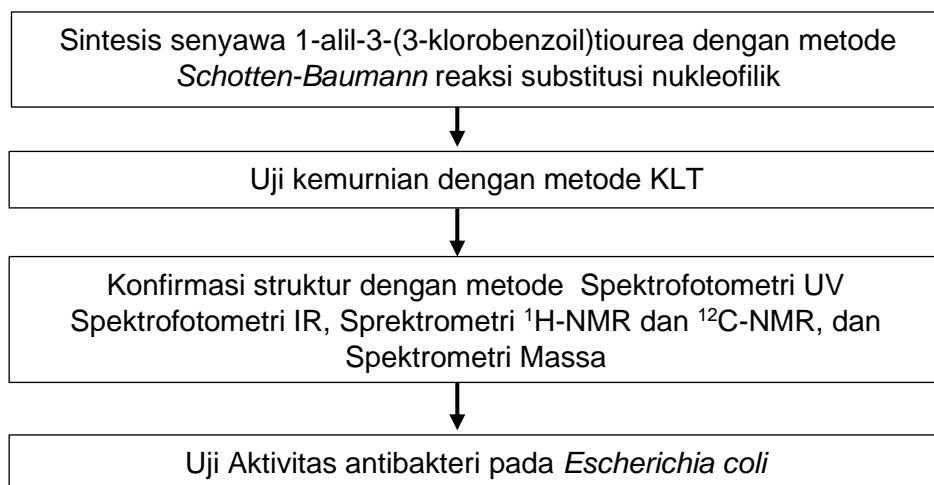 Sintesis senyawa 1-alil-3-(3-klorobenzoil)tiourea dengan metode
Schotten-Baumann reaksi substitusi nukleofilik
Uji kemurnian dengan metode KLT
Konfirmasi struktur dengan metode  Spektrofotometri UV
Spektrofotometri IR, Sprektrometri ¹H-NMR dan ¹²C-NMR, dan
Spektrometri Massa
Uji Aktivitas antibakteri pada Escherichia coli